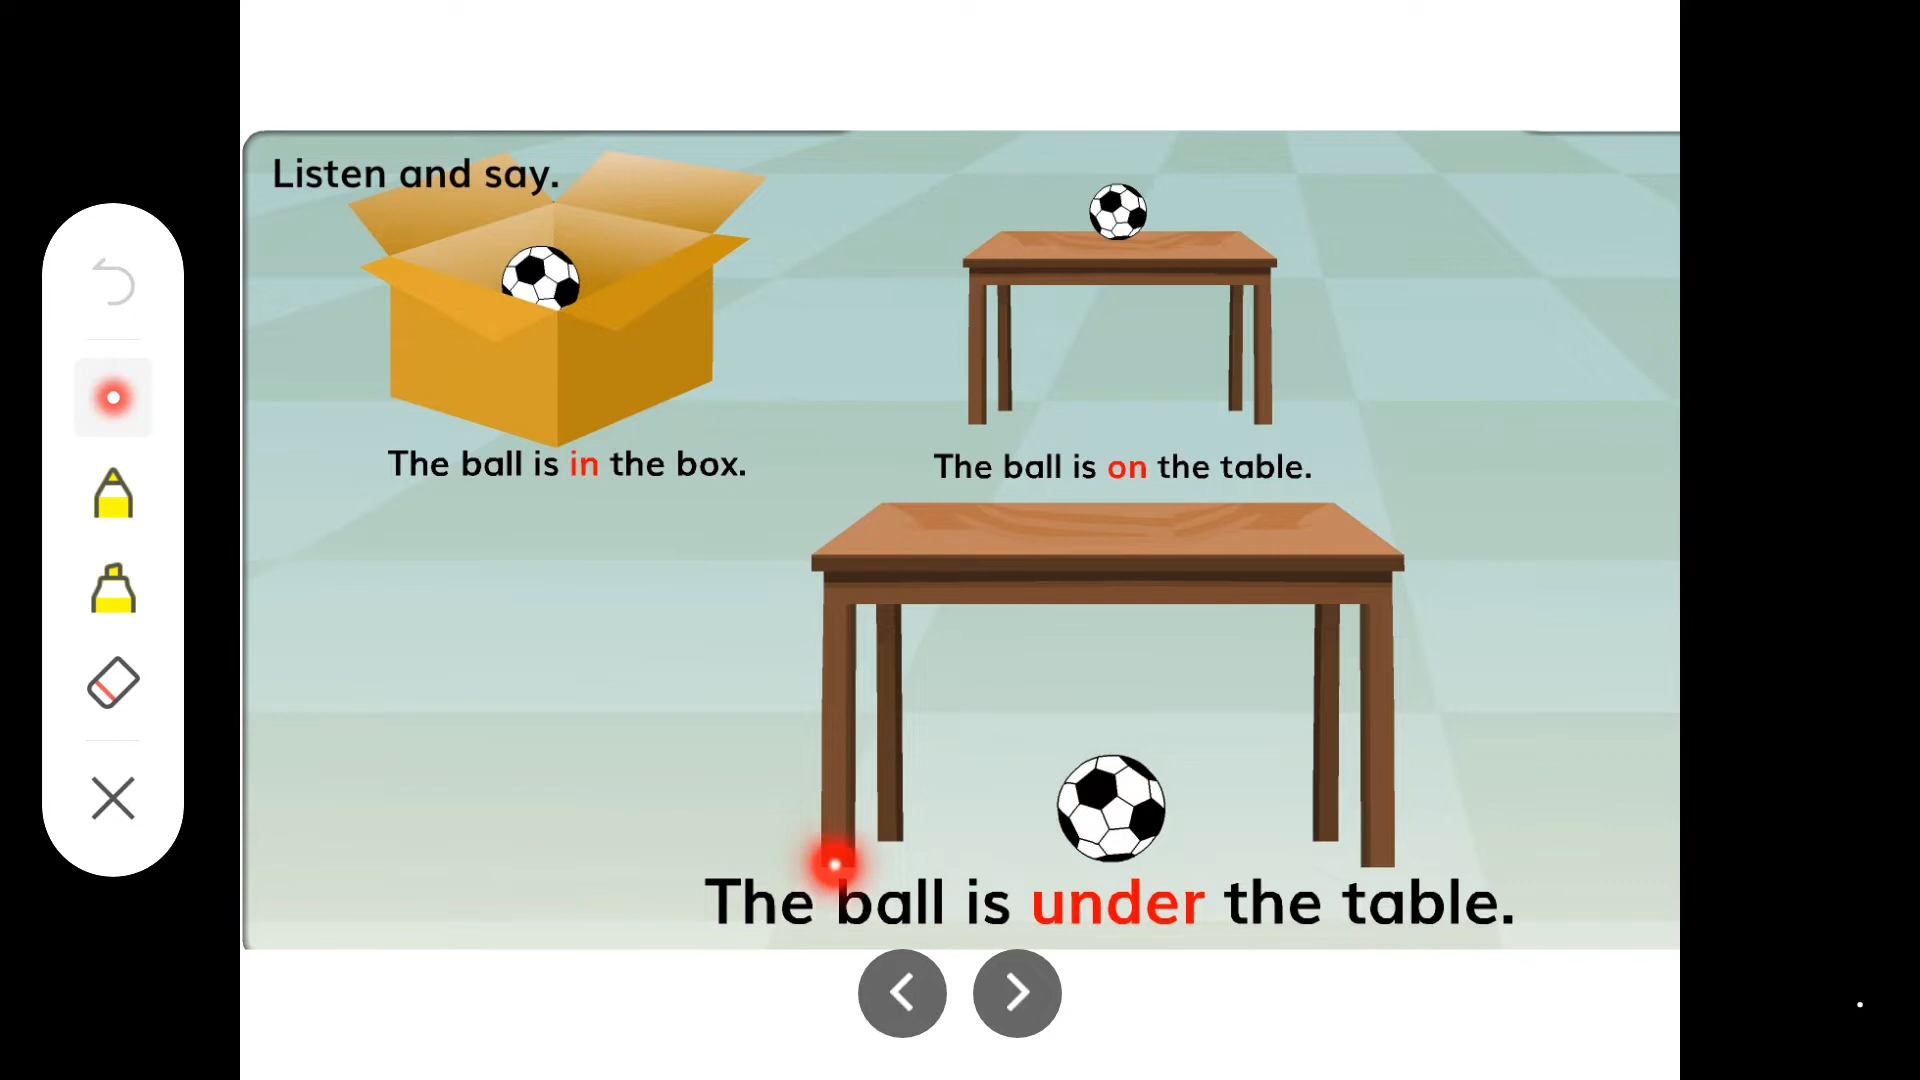 Listen and say.
The ball is in the box.
The ball is on the table.
The ball is under the table.